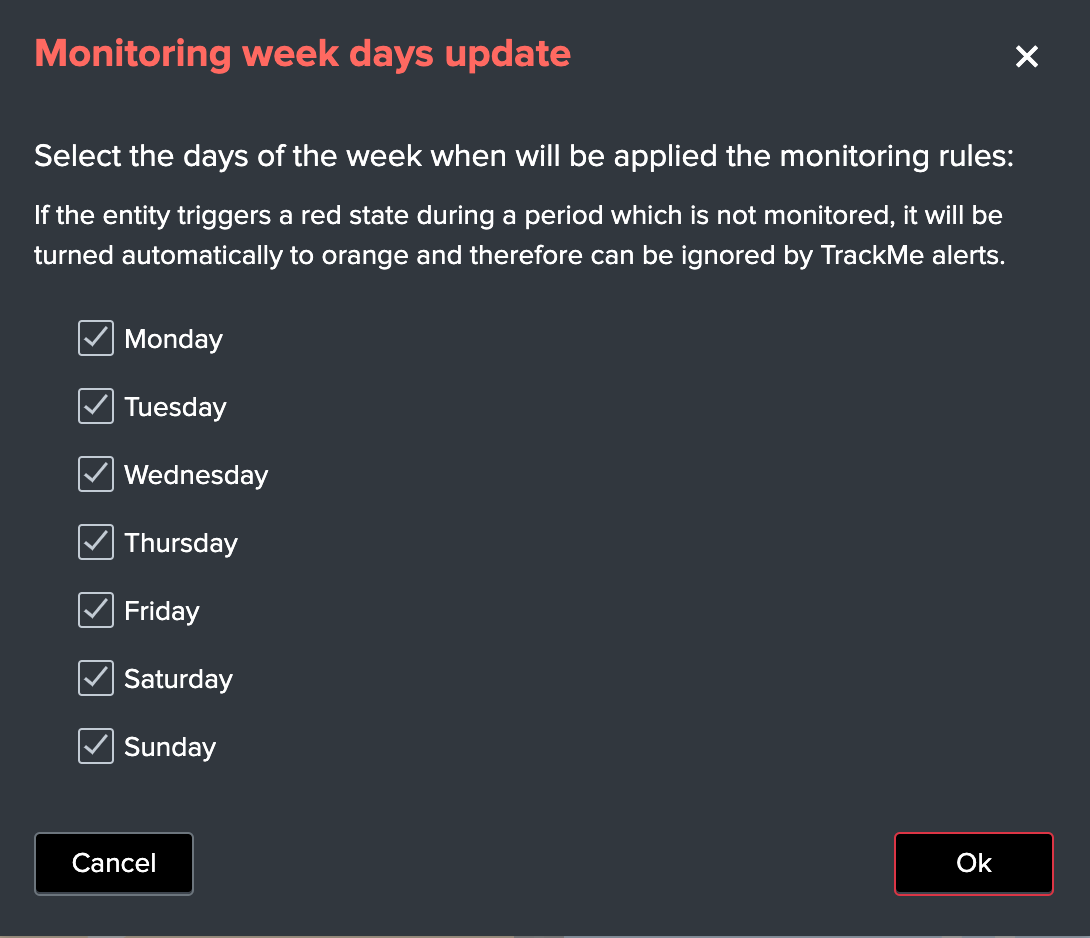 Monitoring week days update
Select the days of the week when will be applied the monitoring rules:
If the entity triggers a red state during a period which is not monitored, it will be
turned automatically to orange and therefore can be ignored by TrackMe alerts.
Monday
Tuesday
Wednesday
Thursday
Friday
Saturday
Sunday
Cancel
Ok